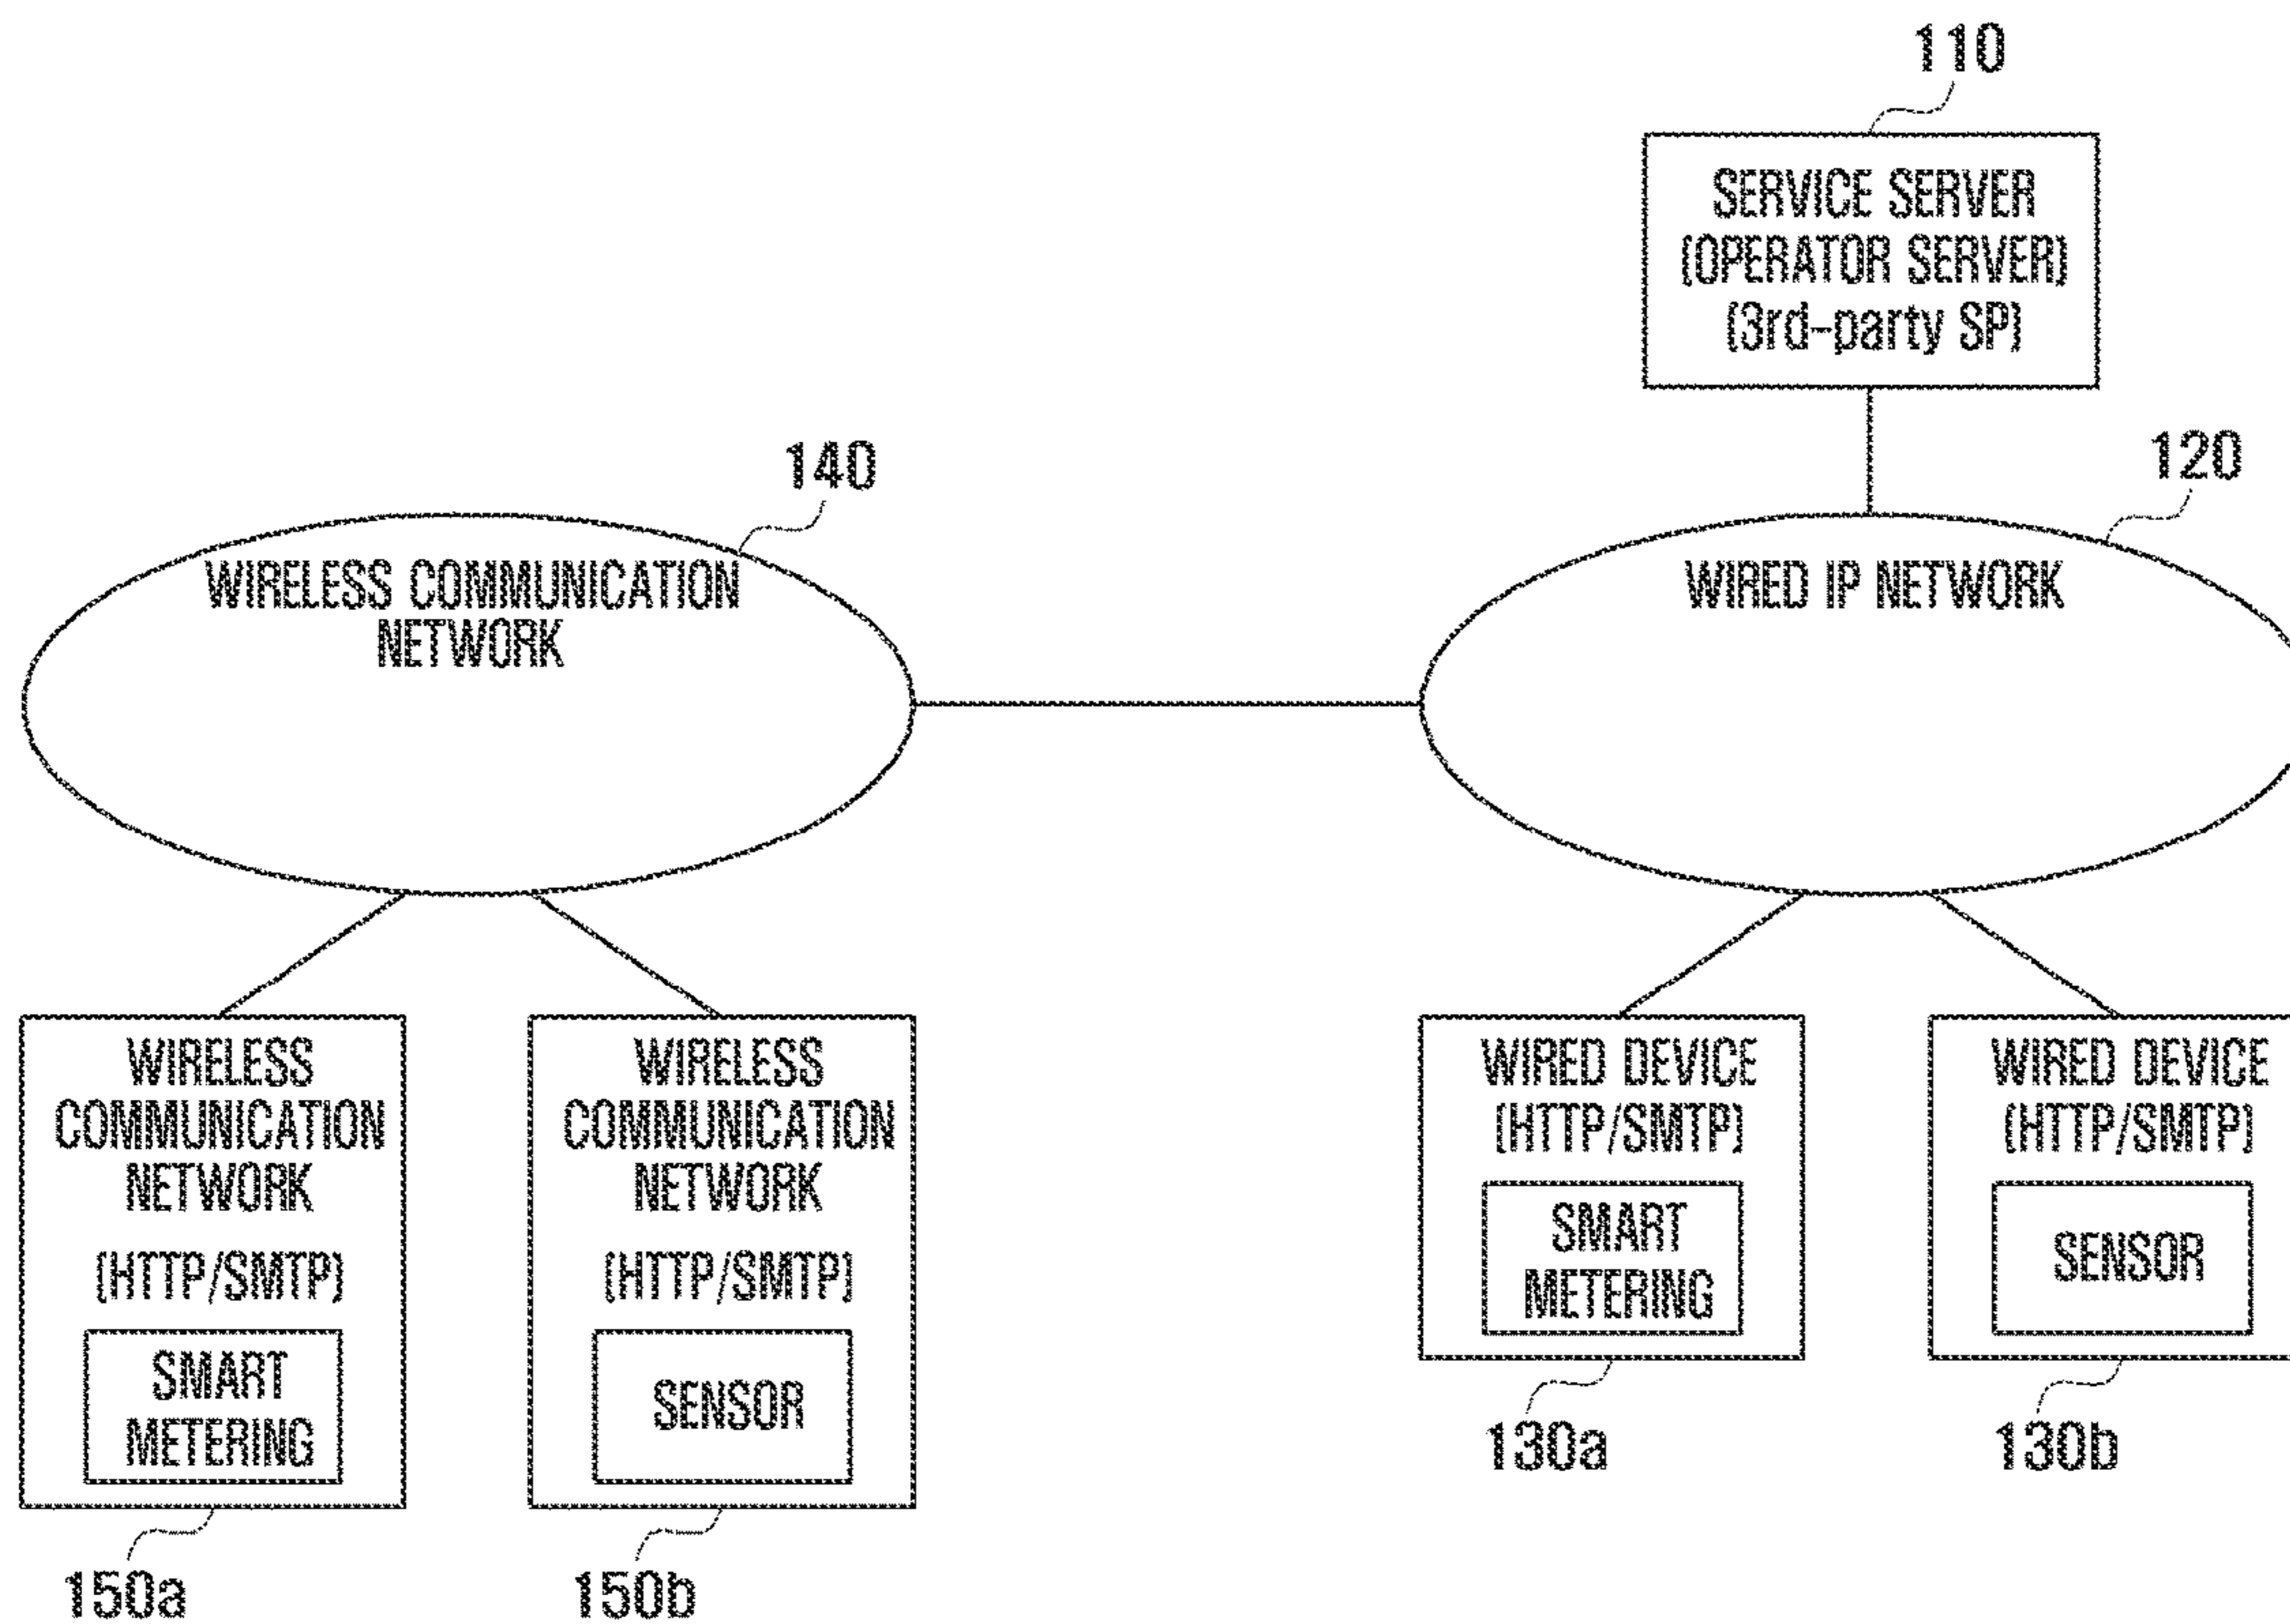 110
SERVICE SERVER
(OPERATOR SERVER)
(3rd-party SP)
140
WIRELESS COMMUNICATION
NETWORK
120
WIRED IP NETWORK
WIRELESS
COMMUNICATION
NETWORK
(HTTP/SMTP)
SMART
METERING
150a
WIRELESS
COMMUNICATION
NETWORK
(HTTP/SMTP)
SENSOR
150b
WIRED DEVICE
(HTTP/SMTP)
SMART
METERING
130a
WIRED DEVICE
(HTTP/SMTP)
SENSOR
130b